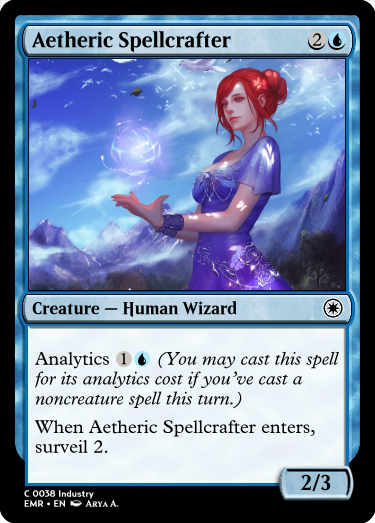 Aetheric Spellcrafter 2
Creature — Human Wizard
Analytics 1 (You may cast this spell
for its analytics cost if you've cast a
noncreature spell this turn.)
When Aetheric Spellcrafter enters,
surveil 2.
2/3
C 0038 Industry
EMR • EN Arya A.